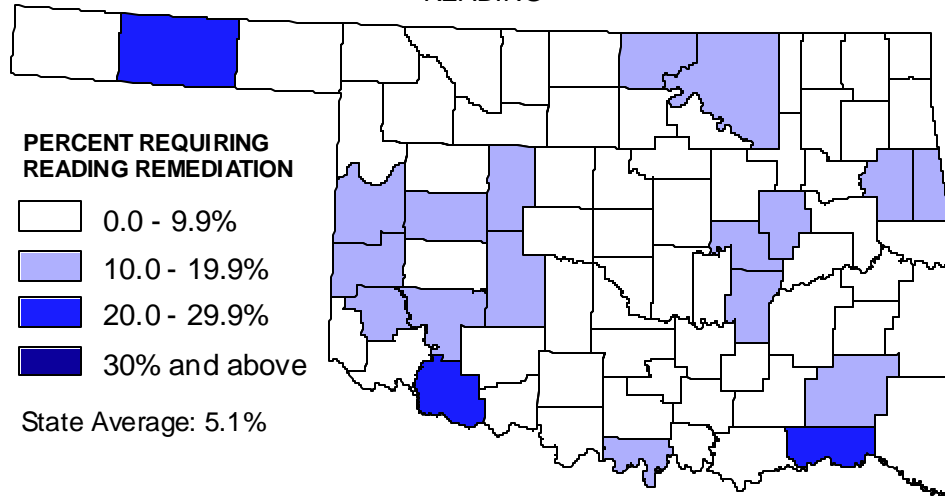 READING
PERCENT REQUIRING
READING REMEDIATION
0.0 - 9.9%
10.0 - 19.9%
20.0 - 29.9%
30% and above
State Average: 5.1%